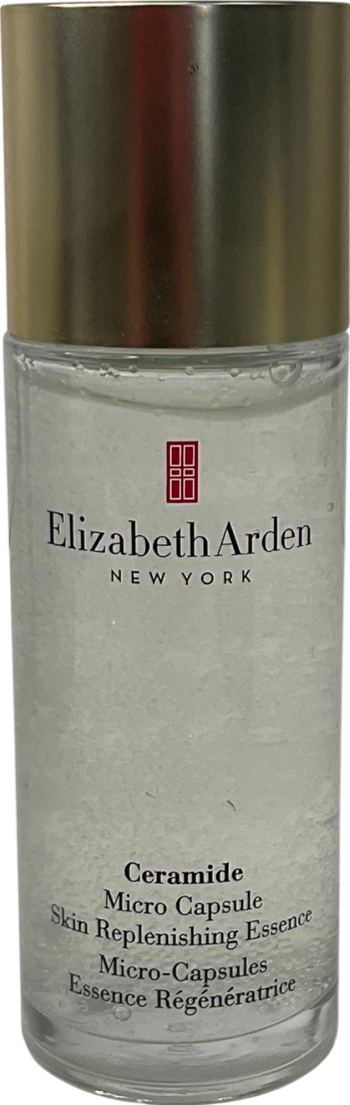 Elizabeth Arden
NEW YORK
Ceramide
Micro Capsule
Skin Replenishing Essence
Micro-Capsules
Essence Régénératrice